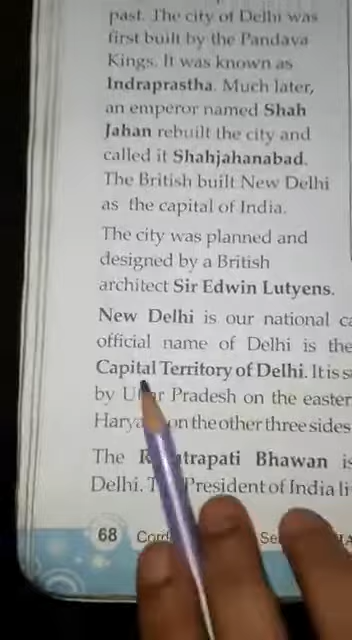 past. The city of Delhi was
first built by the Pandava
Kings. It was known as
Indraprastha. Much later,
an emperor named Shah
Jahan rebuilt the city and
called it Shahjahanabad.
The British built New Delhi
as the capital of India.
The city was planned and
designed by a British
architect Sir Edwin Lutyens.
New Delhi is our national
official name of Delhi is the
Capital Territory of Delhi. It is
by Pradesh on the
on the other three sides
The Bhawan
Delhi. President of India
68